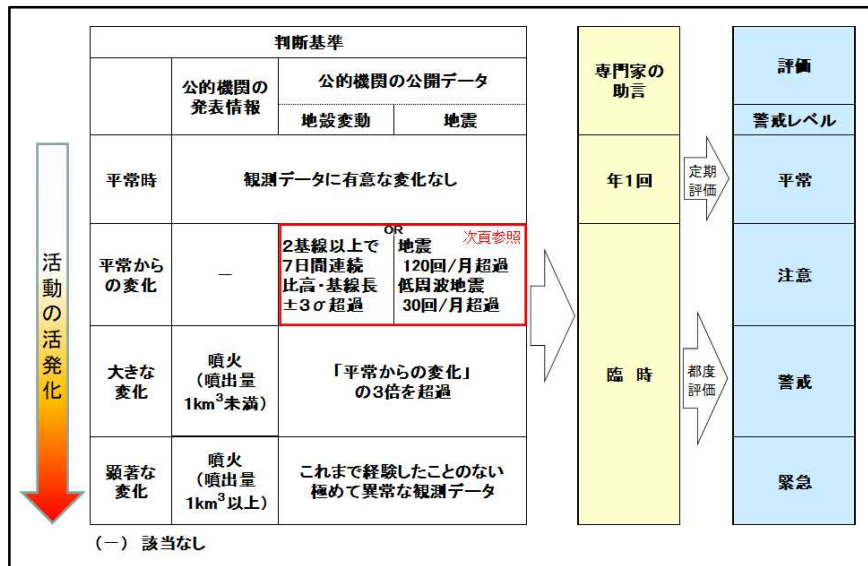 判断基準
公的機関の
発表情報
公的機関の公開データ
地殻変動
地震
専門家の
助言
評価
警戒レベル
活動の活発化
平常時
観測データに有意な変化なし
年1回
定期
評価
平常
平常から
の変化
―
OR
次頁参照
2基線以上で
7日間連続
比高・基線長
±3σ超過
地震
120回/月超過
低周波地震
30回/月超過
注意
大きな
変化
噴火
(噴出量
1km³未満)
「平常からの変化」
の3倍を超過
臨 時
都度
評価
警戒
顕著な
変化
噴火
(噴出量
1km³以上)
これまで経験したことのない
極めて異常な観測データ
緊急
(―) 該当なし